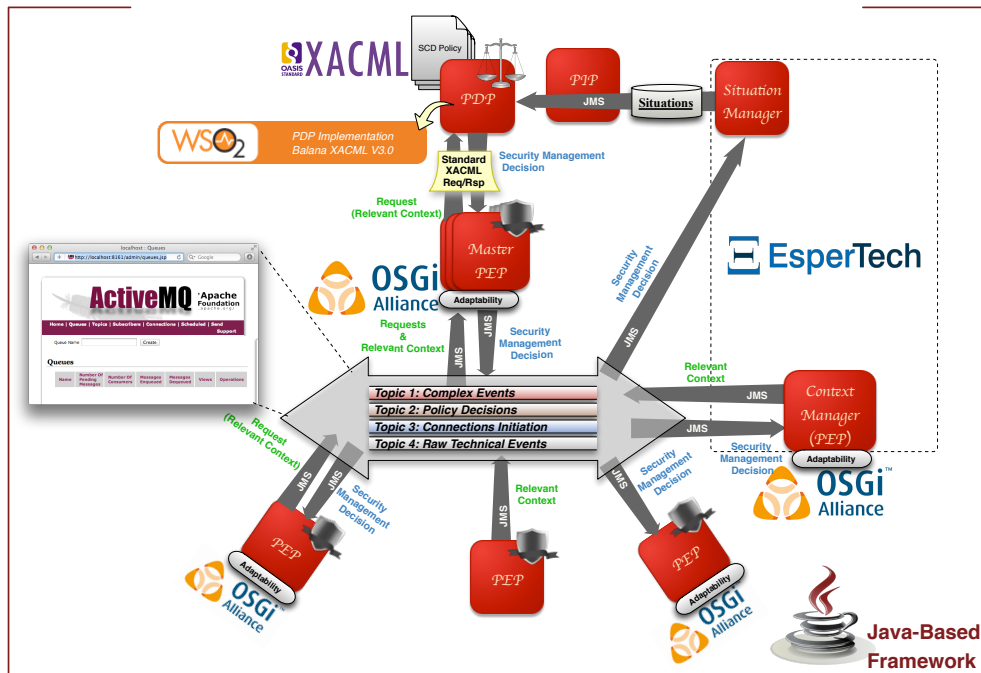 SCD Policy
OASIS
STANDARD
XACML
PDP
PIP
JMS
Situations
Situation
Manager
WSO2
PDP Implementation
Balana XACML V3.0
Standard
XACML
Req/Rsp
Security Management
Decision
Request
(Relevant Context)
Master
PEP
Adaptability
OSGi
Alliance
Security
Management
Decision
EsperTech
localhost : Queues
http://localhost:8161/admin/queues.jsp
Google
ActiveMQ
Apache
Foundation
Home | Queues | Topics | Subscribers | Connections | Scheduled | Send
Support
Queue Name
Create
Queues
Name
Number Of
Pending
Messages
Number Of
Consumers
Messages
Enqueued
Messages
Dequeued
Views
Operations
Requests
&
Relevant Context
JMS
JMS
Security
Management
Decision
JMS
Topic 1: Complex Events
Topic 2: Policy Decisions
Topic 3: Connections Initiation
Topic 4: Raw Technical Events
Relevant
Context
JMS
JMS
Context
Manager
(PEP)
Adaptability
Security
Management
Decision
OSGi™
Alliance
Request
(Relevant Context)
JMS
JMS
Security
Management
Decision
PEP
Adaptability
OSGi
Alliance
Relevant
Context
JMS
PEP
JMS
Security
Management
Decision
PEP
Adaptability
OSGi
Alliance
Java-Based
Framework